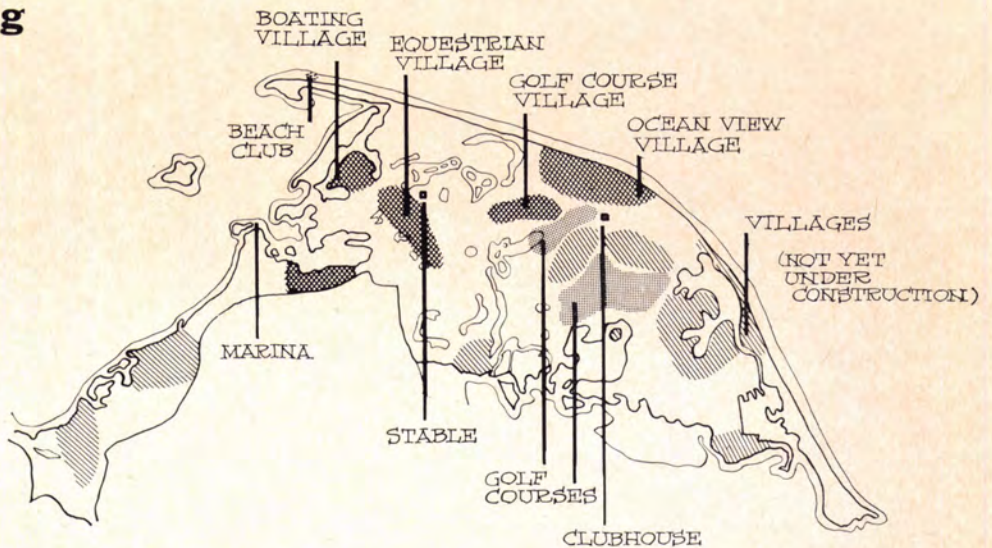 g
BOATING
VILLAGE
EQUESTRIAN
VILLAGE
GOLF COURSE
VILLAGE
OCEAN VIEW
VILLAGE
BEACH
CLUB
VILLAGES
(NOT YET
UNDER
CONSTRUCTION)
MARINA
STABLE
GOLF
COURSES
CLUBHOUSE